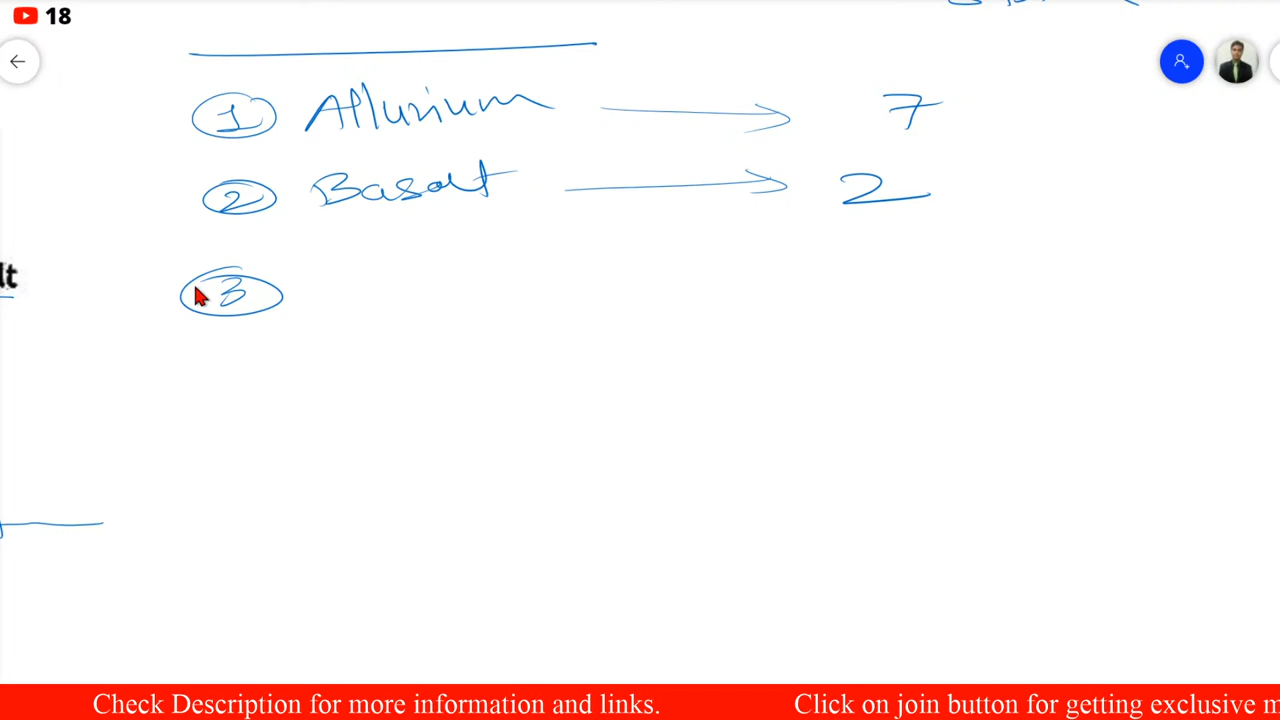 18
1 Alluvium → 7
2 Basalt → 2
3
lt
Check Description for more information and links. Click on join button for getting exclusive m